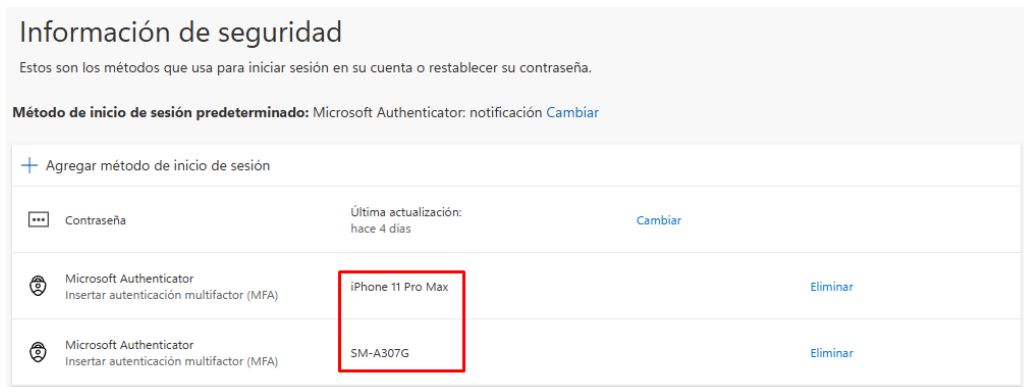 Información de seguridad
Estos son los métodos que usa para iniciar sesión en su cuenta o restablecer su contraseña.
Método de inicio de sesión predeterminado: Microsoft Authenticator: notificación Cambiar
Agregar método de inicio de sesión
Contraseña
Última actualización:
hace 4 días
Cambiar
Microsoft Authenticator
Insertar autenticación multifactor (MFA)
iPhone 11 Pro Max
Eliminar
Microsoft Authenticator
Insertar autenticación multifactor (MFA)
SM-A307G
Eliminar